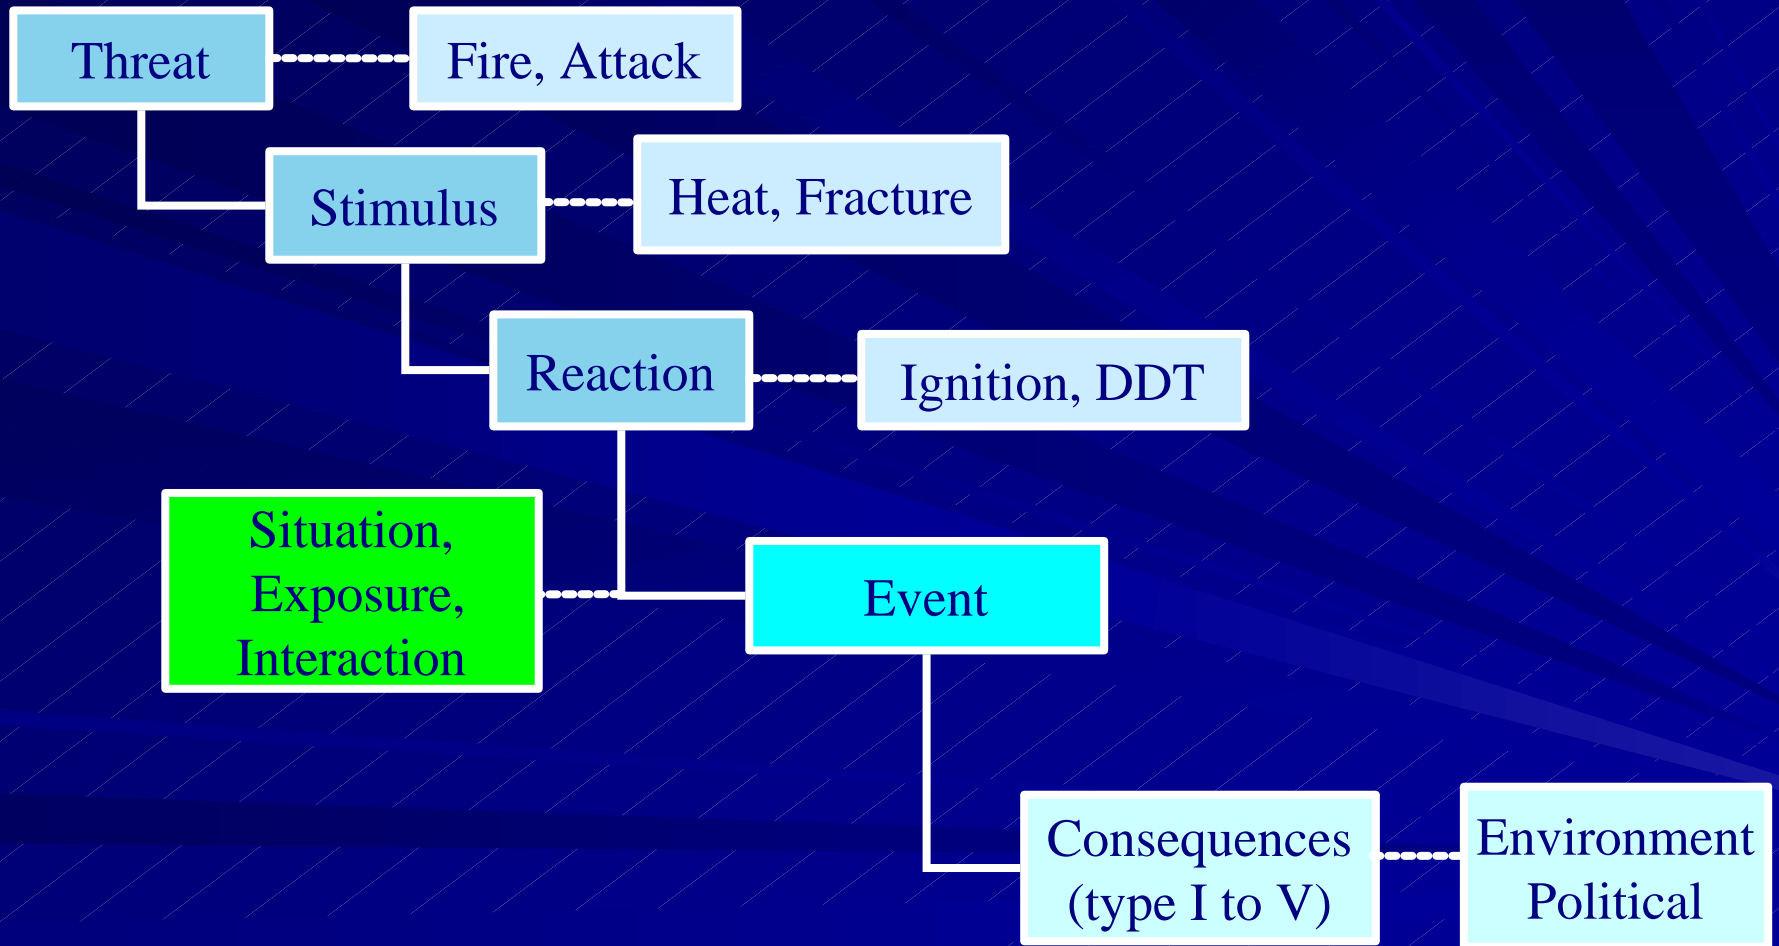 Threat
Fire, Attack
Stimulus
Heat, Fracture
Reaction
Ignition, DDT
Situation,
Exposure,
Interaction
Event
Consequences
(type I to V)
Environment
Political